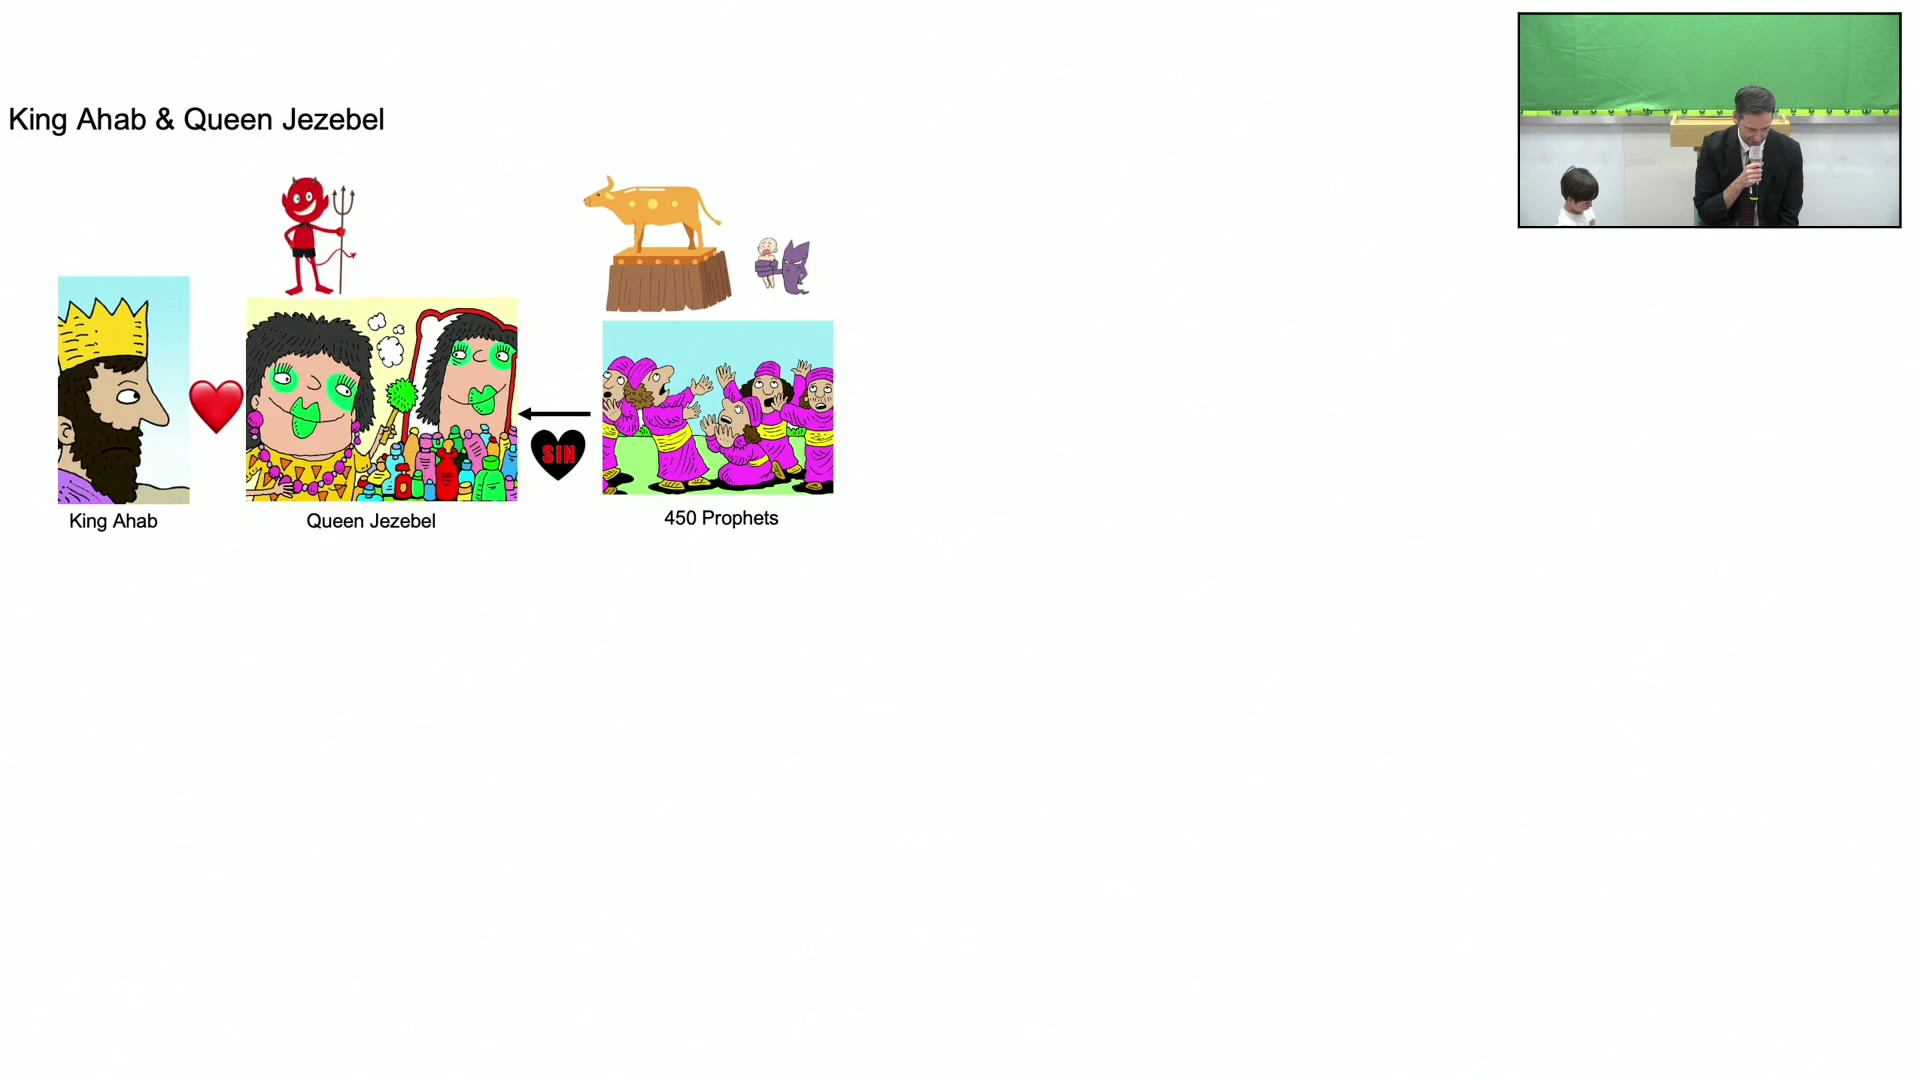 King Ahab & Queen Jezebel
SIN
King Ahab
Queen Jezebel
450 Prophets